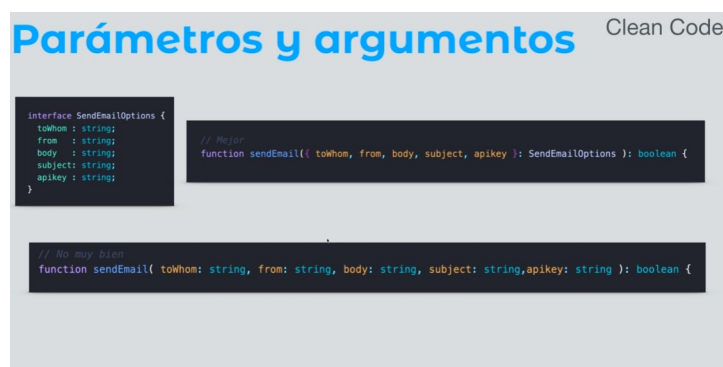 Parámetros y argumentos
Clean Code
interface SendEmailOptions {
toWhom : string;
from : string;
body : string;
subject: string;
apikey : string;
}
// Mejor
function sendEmail({ toWhom, from, body, subject, apikey }: SendEmailOptions ): boolean {
// No muy bien
function sendEmail( toWhom: string, from: string, body: string, subject: string,apikey: string ): boolean {